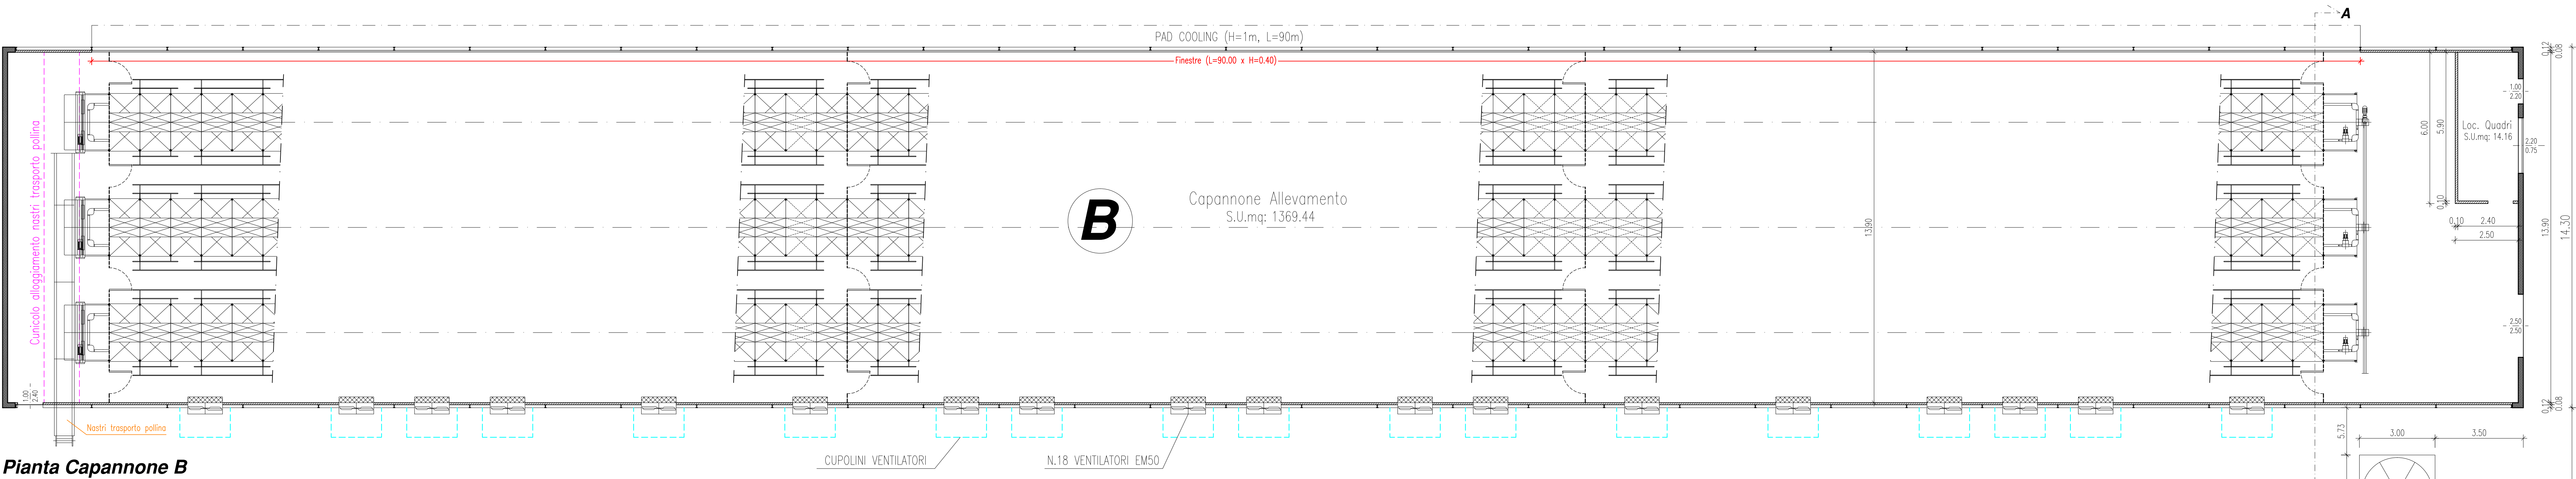 A
PAD COOLING (H=1m, L=90m)
Finestre (L=90.00 x H=0.40)
0.12
0.08
1.00
2.20
Cunicolo alloggiamento nastri trasporto pollina
6.00
5.90
Loc. Quadri
S.U.mq: 14.16
2.20
0.75
B
Capannone Allevamento
S.U.mq: 1369.44
13.90
0.10
0.10
2.40
2.50
13.90
14.30
2.50
2.50
1.00
2.40
0.12
0.08
Nastri trasporto pollina
5.73
3.00
3.50
CUPOLINI VENTILATORI
N.18 VENTILATORI EM50
Pianta Capannone B